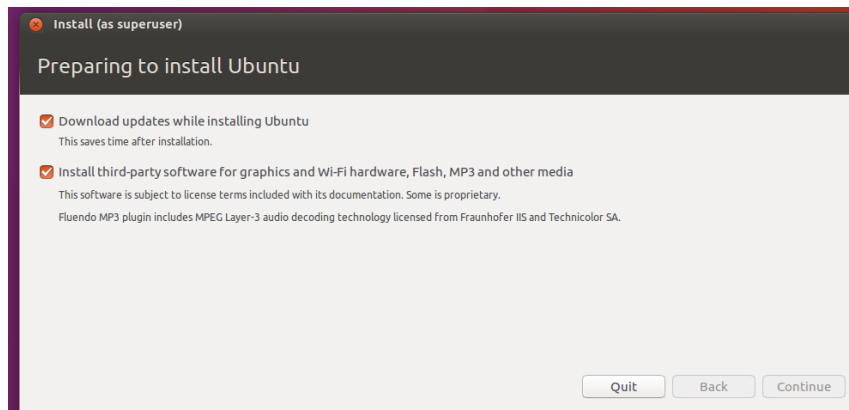 Install (as superuser)
Preparing to install Ubuntu
Download updates while installing Ubuntu
This saves time after installation.
Install third-party software for graphics and Wi-Fi hardware, Flash, MP3 and other media
This software is subject to license terms included with its documentation. Some is proprietary.
Fluendo MP3 plugin includes MPEG Layer-3 audio decoding technology licensed from Fraunhofer IIS and Technicolor SA.
Quit Back Continue